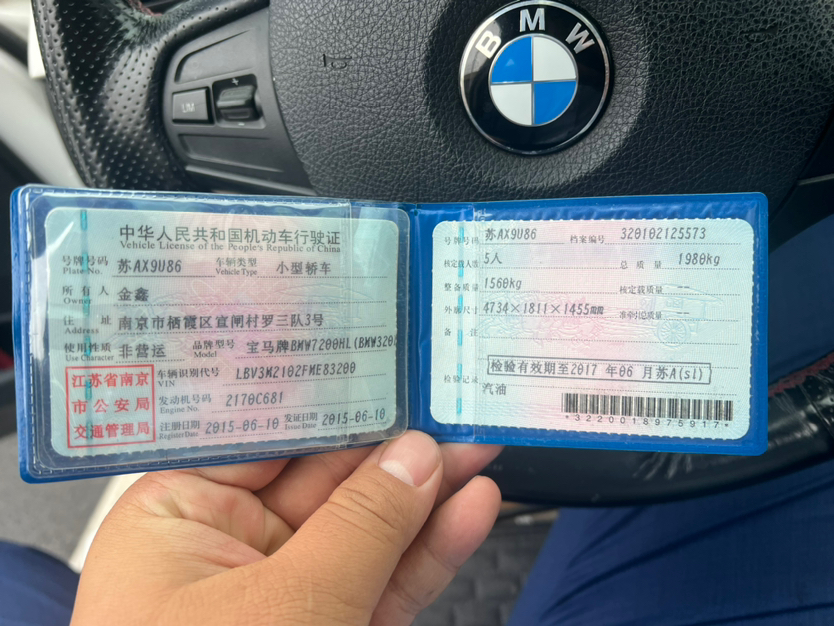 BMW
中华人民共和国机动车行驶证
Vehicle License of the People's Republic of China
号牌号码 苏AX9U86 车辆类型 小型轿车
Plate No. Vehicle Type
所有人 金鑫
Owner
住址 南京市栖霞区宣闸村罗三队3号
Address
使用性质 非营运 品牌型号 宝马牌BMW7200HL(BMW320
Use Character Model
江苏省南京
市公安局
交通管理局
车辆识别代号 LBV3M2102FME83200
VIN
发动机号码 2170C681
Engine No.
注册日期 2015-06-10 发证日期 2015-06-10
Register Date Issue Date
号牌号码 苏AX9U86 档案编号 320102125573
核定载人数 5人 总质量 1980kg
整备质量 1560kg 核定载质量 --
外廓尺寸 4734×1811×1455mm 准牵引总质量 --
备注
检验有效期至2017年06月苏A(sl)
检验记录
汽油
*3220018975917*